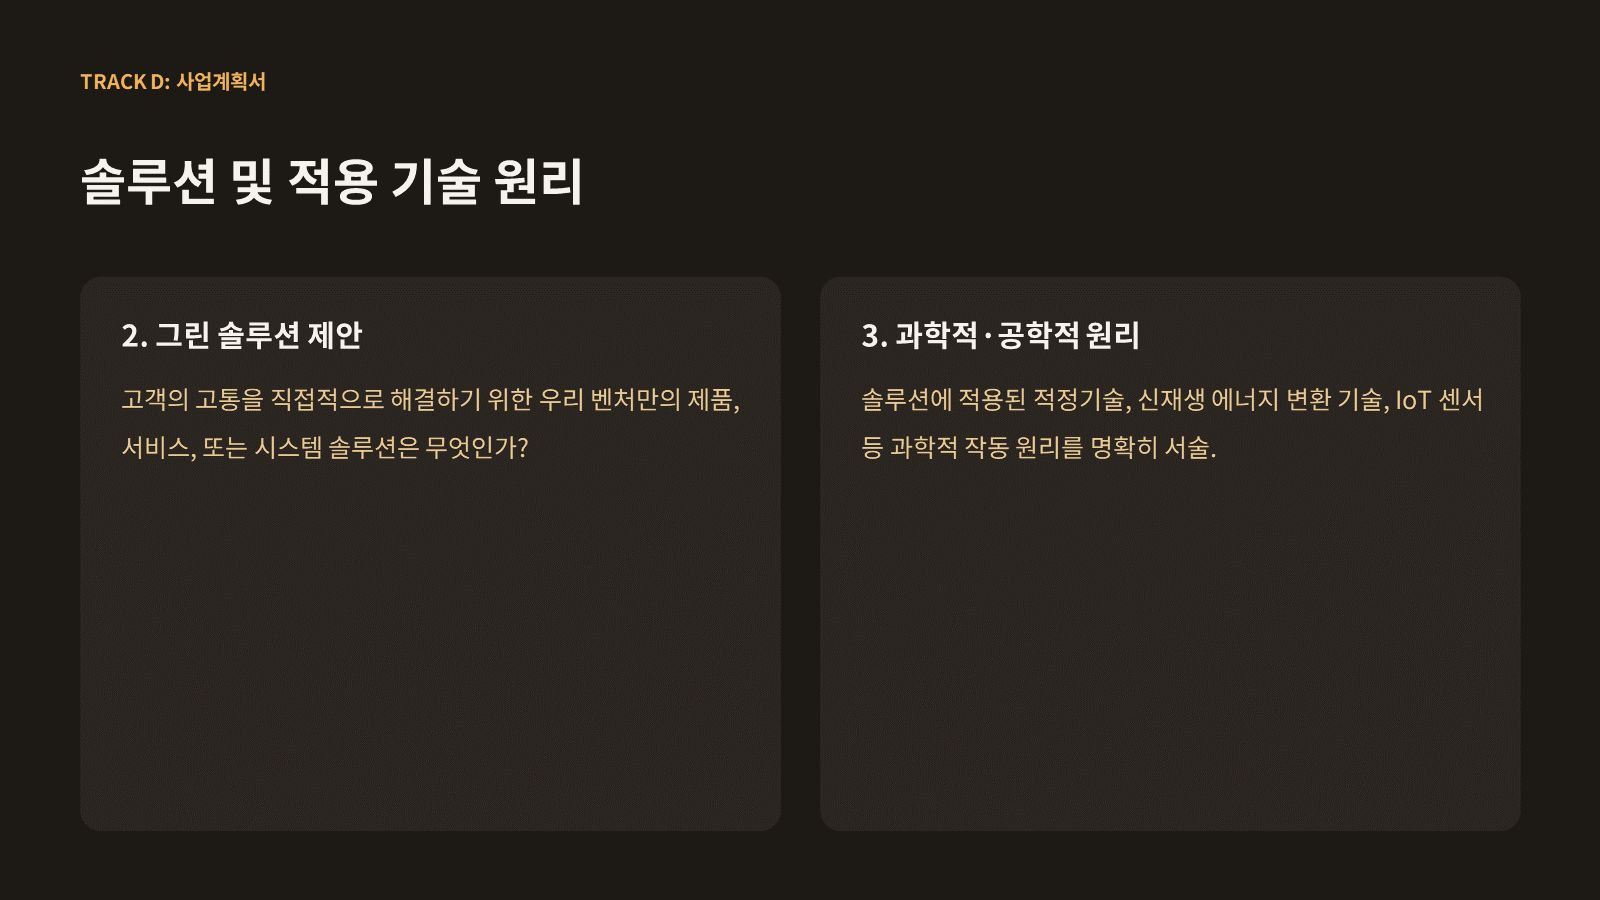 TRACK D: 사업계획서
솔루션 및 적용 기술 원리
2. 그린 솔루션 제안
고객의 고통을 직접적으로 해결하기 위한 우리 벤처만의 제품,
서비스, 또는 시스템 솔루션은 무엇인가?
3. 과학적·공학적 원리
솔루션에 적용된 적정기술, 신재생 에너지 변환 기술, IoT 센서
등 과학적 작동 원리를 명확히 서술.